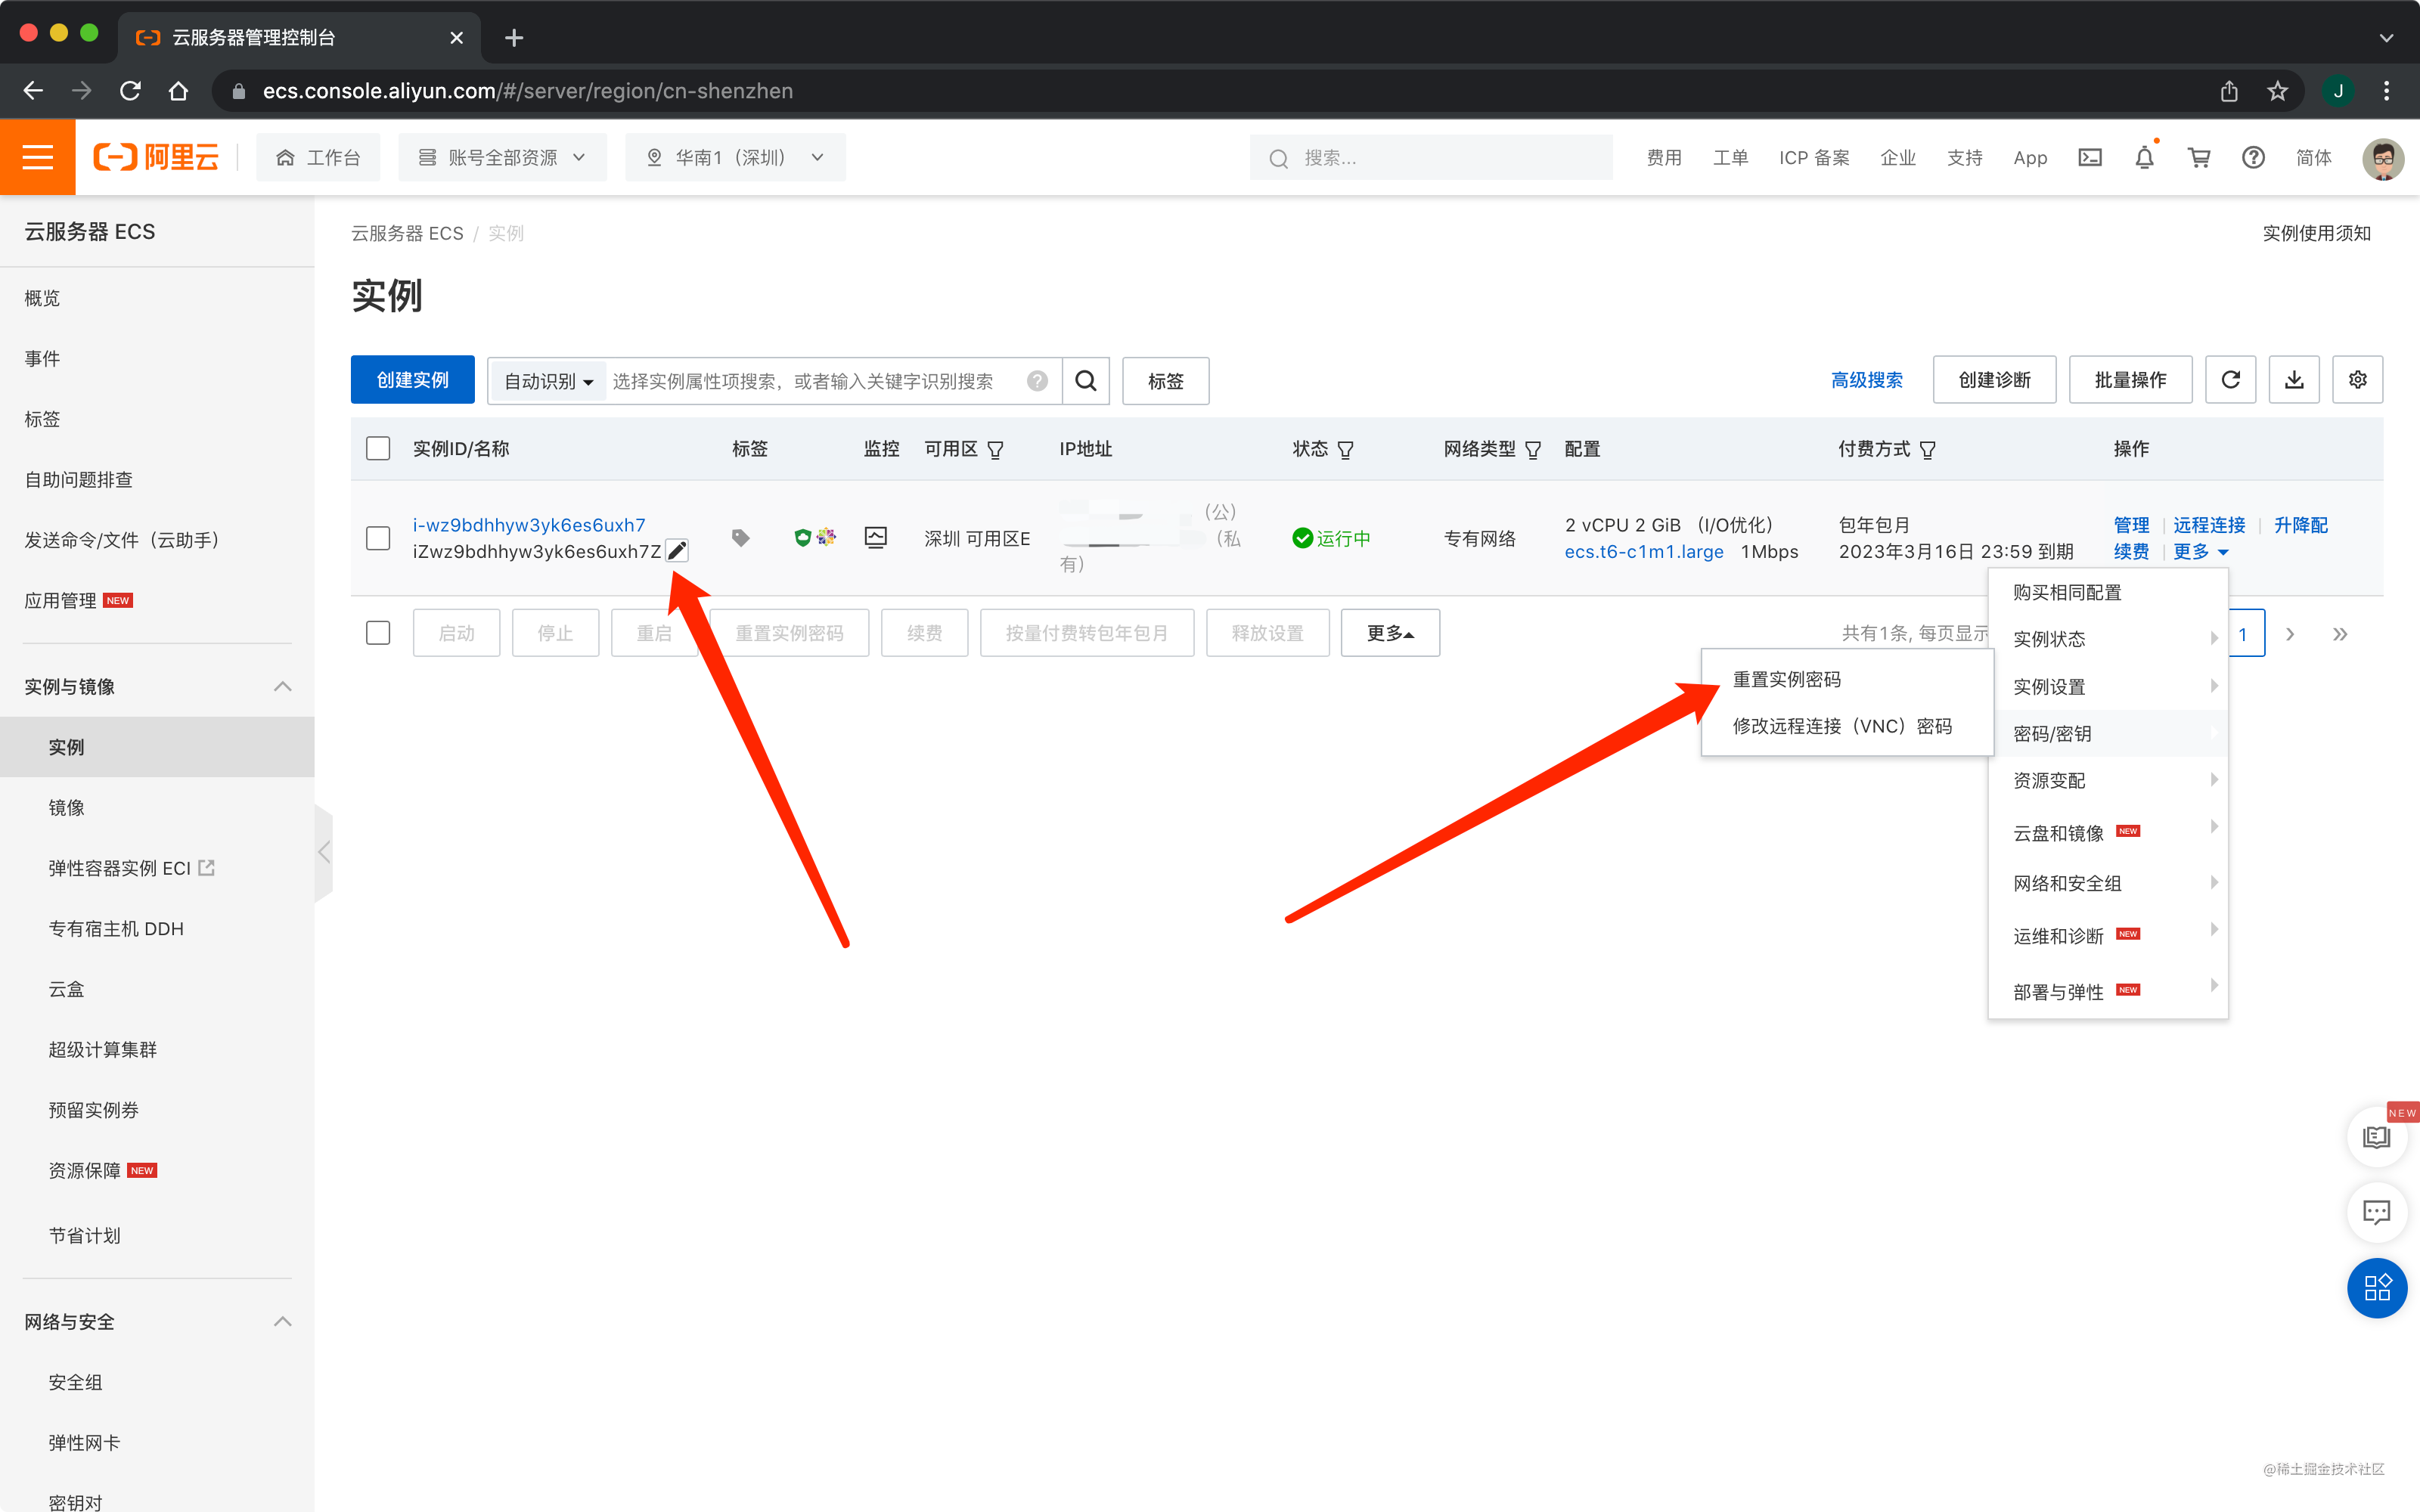 云服务器管理控制台
ecs.console.aliyun.com/#/server/region/cn-shenzhen
J
阿里云
工作台
账号全部资源
华南1（深圳）
搜索...
费用
工单
ICP 备案
企业
支持
App
简体
云服务器 ECS
概览
事件
标签
自助问题排查
发送命令/文件（云助手）
应用管理 NEW
实例与镜像
实例
镜像
弹性容器实例 ECI
专有宿主机 DDH
云盒
超级计算集群
预留实例券
资源保障 NEW
节省计划
网络与安全
安全组
弹性网卡
密钥对
云服务器 ECS / 实例
实例使用须知
实例
创建实例
自动识别
选择实例属性项搜索，或者输入关键字识别搜索
标签
高级搜索
创建诊断
批量操作
实例ID/名称
标签
监控
可用区
IP地址
状态
网络类型
配置
付费方式
操作
i-wz9bdhhyw3yk6es6uxh7
iZwz9bdhhyw3yk6es6uxh7Z
深圳 可用区E
（公）
（私
有）
运行中
专有网络
2 vCPU 2 GiB （I/O优化）
ecs.t6-c1m1.large 1Mbps
包年包月
2023年3月16日 23:59 到期
管理
远程连接
升降配
续费
更多
启动
停止
重启
重置实例密码
续费
按量付费转包年包月
释放设置
更多
共有1条, 每页显示
1
购买相同配置
实例状态
实例设置
密码/密钥
资源变配
云盘和镜像 NEW
网络和安全组
运维和诊断 NEW
部署与弹性 NEW
重置实例密码
修改远程连接（VNC）密码
NEW
@稀土掘金技术社区